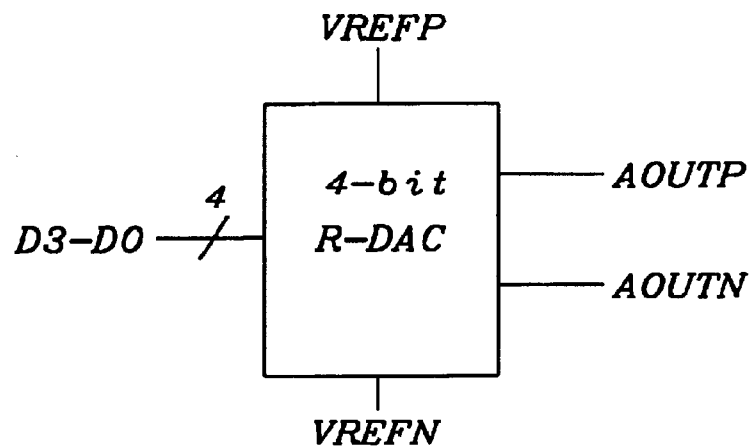 VREFP
4-bit
R-DAC
4
D3-D0
AOUTP
AOUTN
VREFN